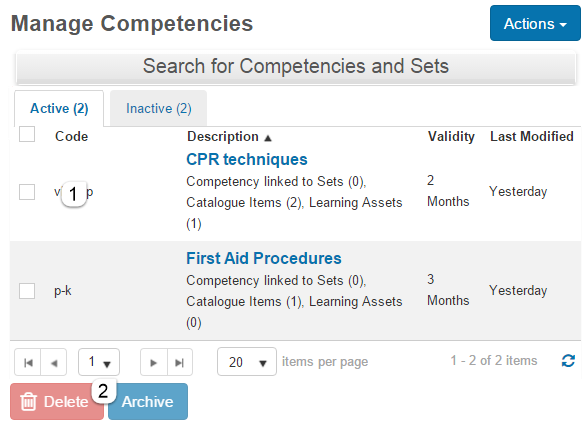 Manage Competencies
Actions
Search for Competencies and Sets
Active (2)
Inactive (2)
Code Description Validity Last Modified
CPR techniques
Competency linked to Sets (0),
Catalogue Items (2), Learning Assets
(1)
1
2
Months
Yesterday
First Aid Procedures
p-k
Competency linked to Sets (0),
Catalogue Items (1), Learning Assets
(0)
3
Months
Yesterday
1
20 items per page
1 - 2 of 2 items
2
Delete
Archive